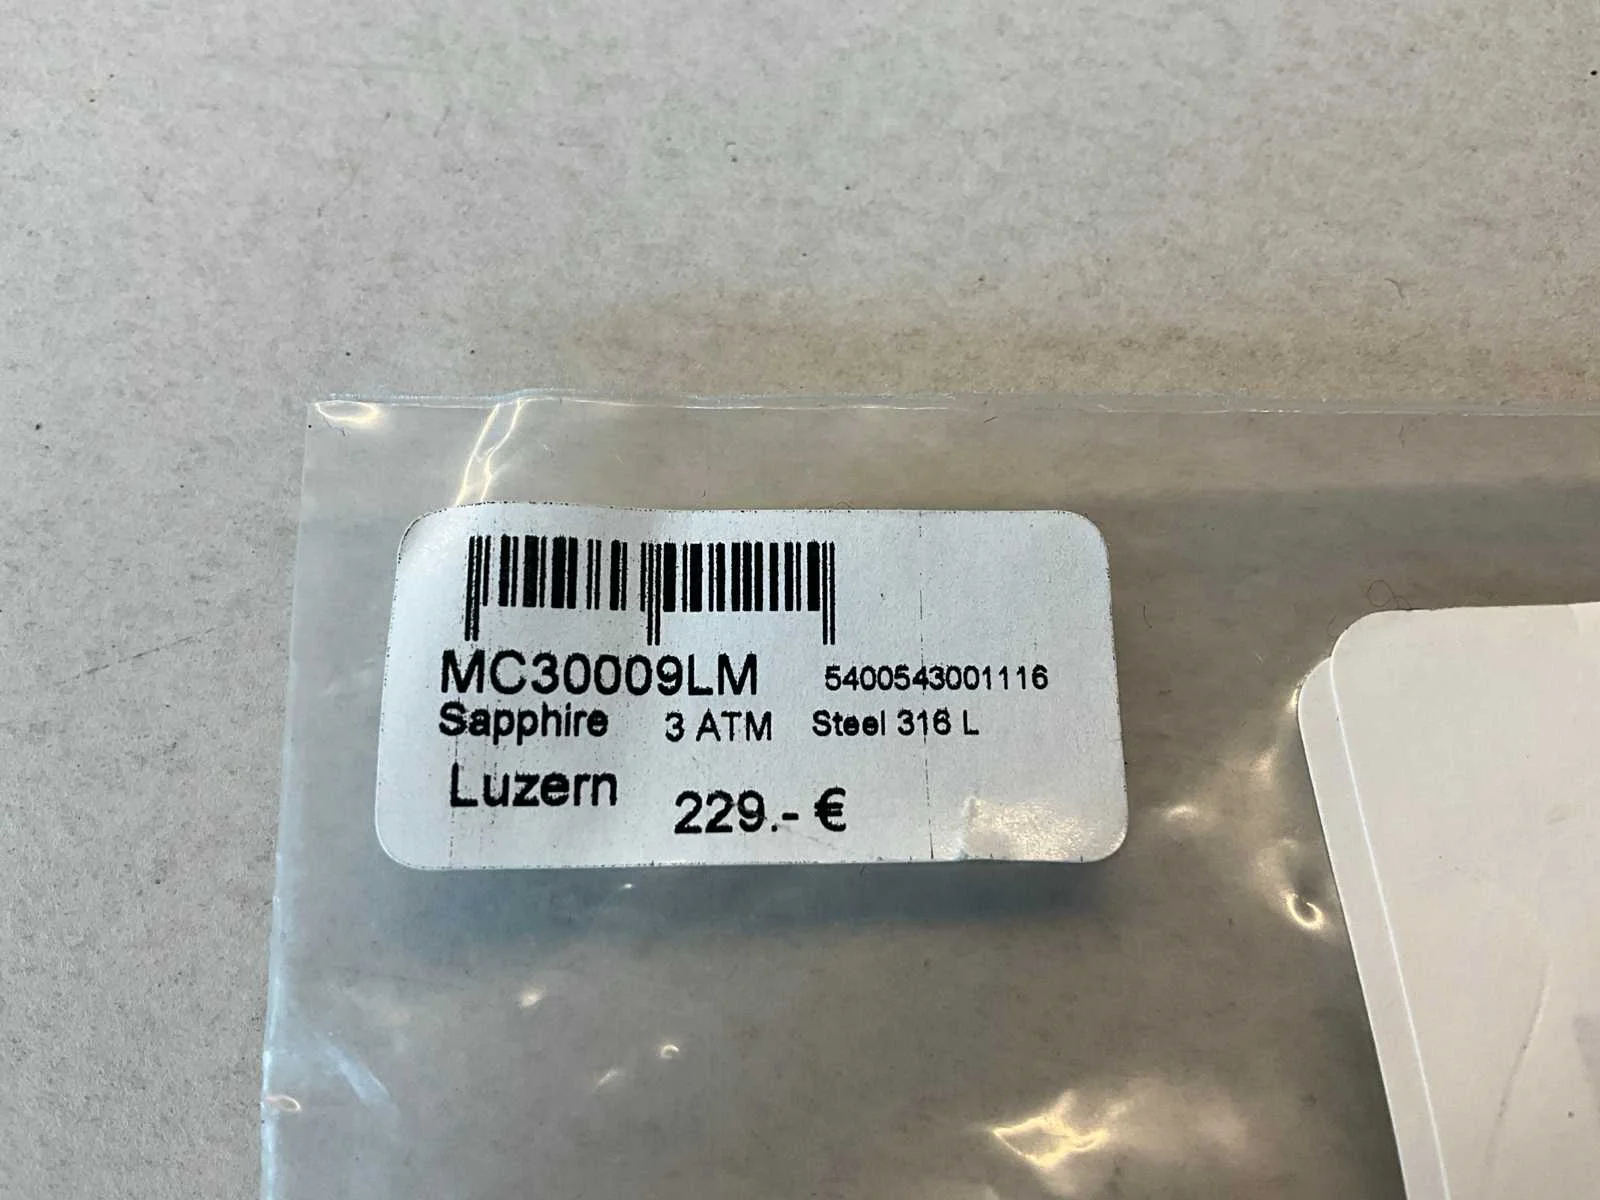 MC30009LM 5400543001116
Sapphire 3 ATM Steel 316 L
Luzern 229.- €